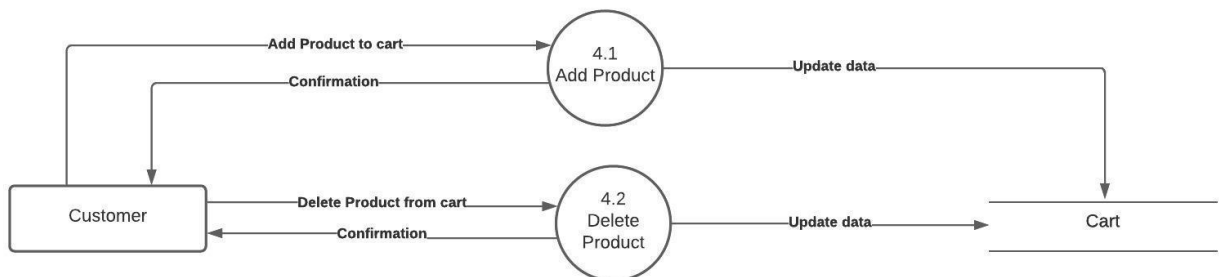 Add Product to cart
4.1
Add Product
Update data
Confirmation
Customer
Delete Product from cart
4.2
Delete
Product
Update data
Cart
Confirmation